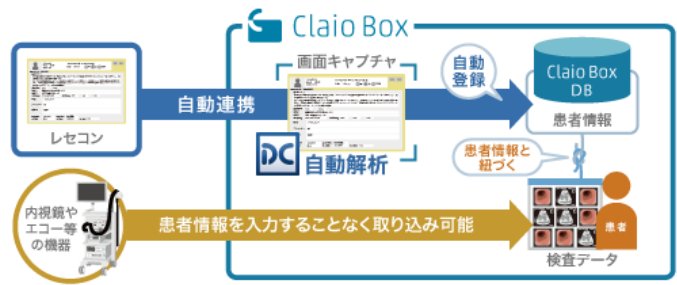 Claio Box
画面キャプチャ
自動
登録
自動連携
Claio Box
DB
レセコン
DC
自動解析
患者情報
患者情報と
紐づく
内視鏡や
エコー等
の機器
患者情報を入力することなく取り込み可能
患者
検査データ